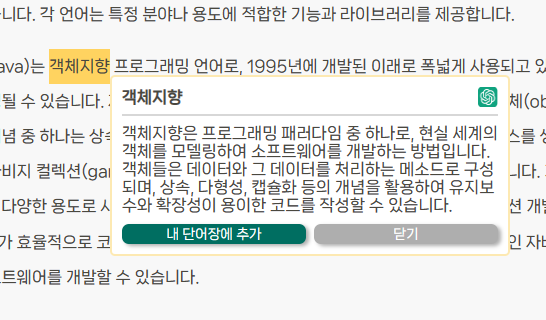 니다. 각 언어는 특정 분야나 용도에 적합한 기능과 라이브러리를 제공합니다.
ava)는 객체지향 프로그래밍 언어로, 1995년에 개발된 이래로 폭넓게 사용되고 있
될 수 있습니다.
체(ob
객체지향
객체지향은 프로그래밍 패러다임 중 하나로, 현실 세계의
객체를 모델링하여 소프트웨어를 개발하는 방법입니다.
객체들은 데이터와 그 데이터를 처리하는 메소드로 구성
되며, 상속, 다형성, 캡슐화 등의 개념을 활용하여 유지보
수와 확장성이 용이한 코드를 작성할 수 있습니다.
내 단어장에 추가
닫기
념 중 하나는 상속
스를 상
비지 컬렉션(gar
니다.
다양한 용도로 사
션 개발
가 효율적으로 코
인 자바
트웨어를 개발할 수 있습니다.